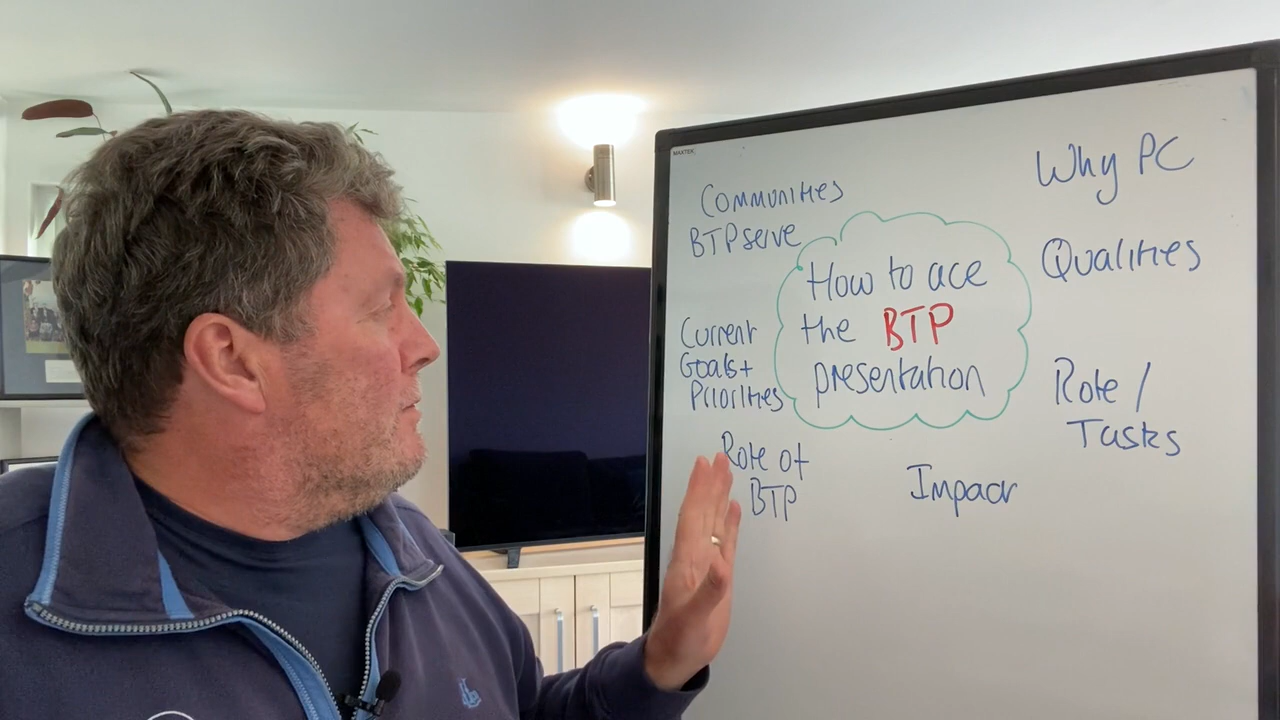 MAXTEK
Communities
BTP serve
Current
Goals +
Priorities
Role of
BTP
How to ace
the BTP
presentation
Impact
Why PC
Qualities
Role /
Tasks